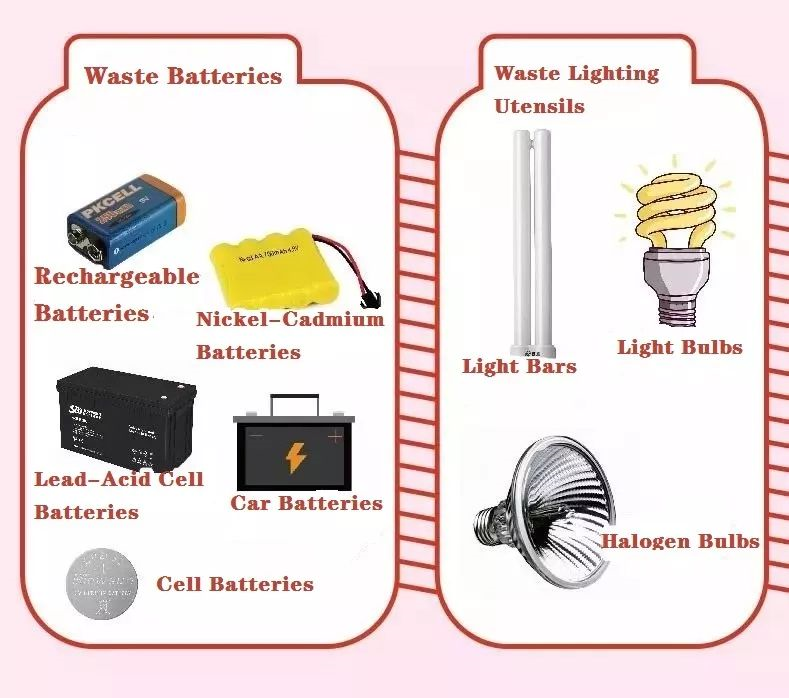 Waste Batteries
PKCELL
9V
Rechargeable
Batteries
Nickel-Cadmium
Batteries
Lead-Acid Cell
Batteries
Car Batteries
Cell Batteries
Waste Lighting
Utensils
Light Bars
Light Bulbs
Halogen Bulbs